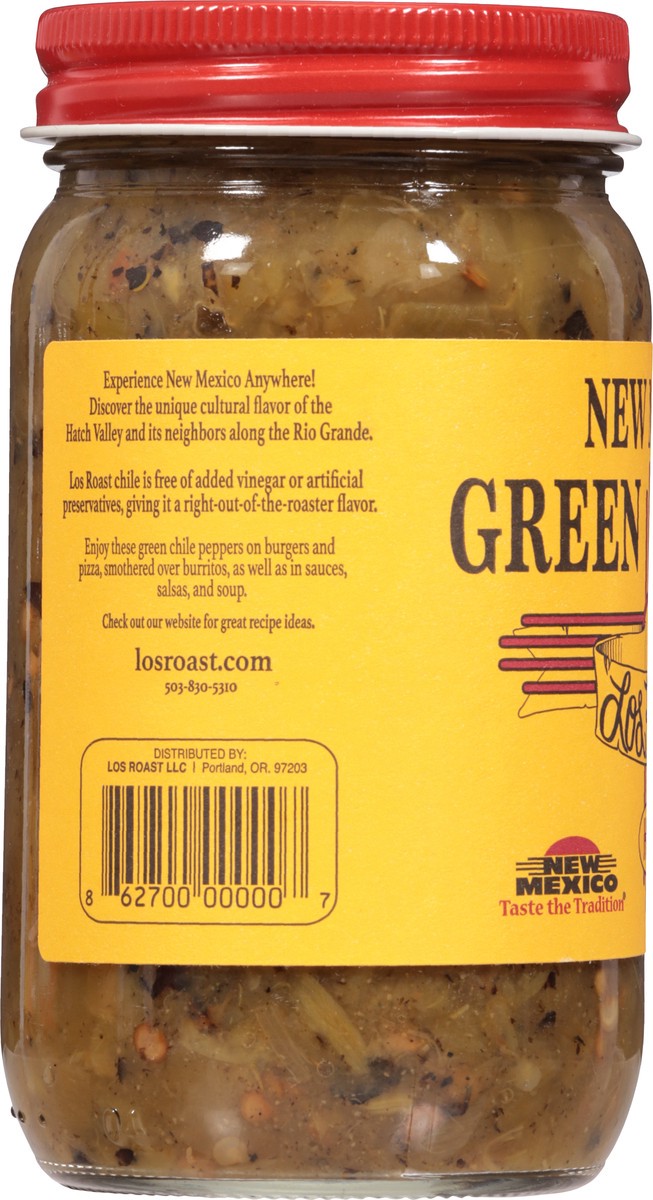 Experience New Mexico Anywhere!
Discover the unique cultural flavor of the
Hatch Valley and its neighbors along the Rio Grande.
Los Roast chile is free of added vinegar or artificial
preservatives, giving it a right-out-of-the-roaster flavor.
Enjoy these green chile peppers on burgers and
pizza, smothered over burritos, as well as in sauces,
salsas, and soup.
Check out our website for great recipe ideas.
losroast.com
503-830-5310
DISTRIBUTED BY:
LOS ROAST LLC | Portland, OR. 97203
8 62700 00000 7
NEW
GREEN
Los
NEW
MEXICO
Taste the Tradition